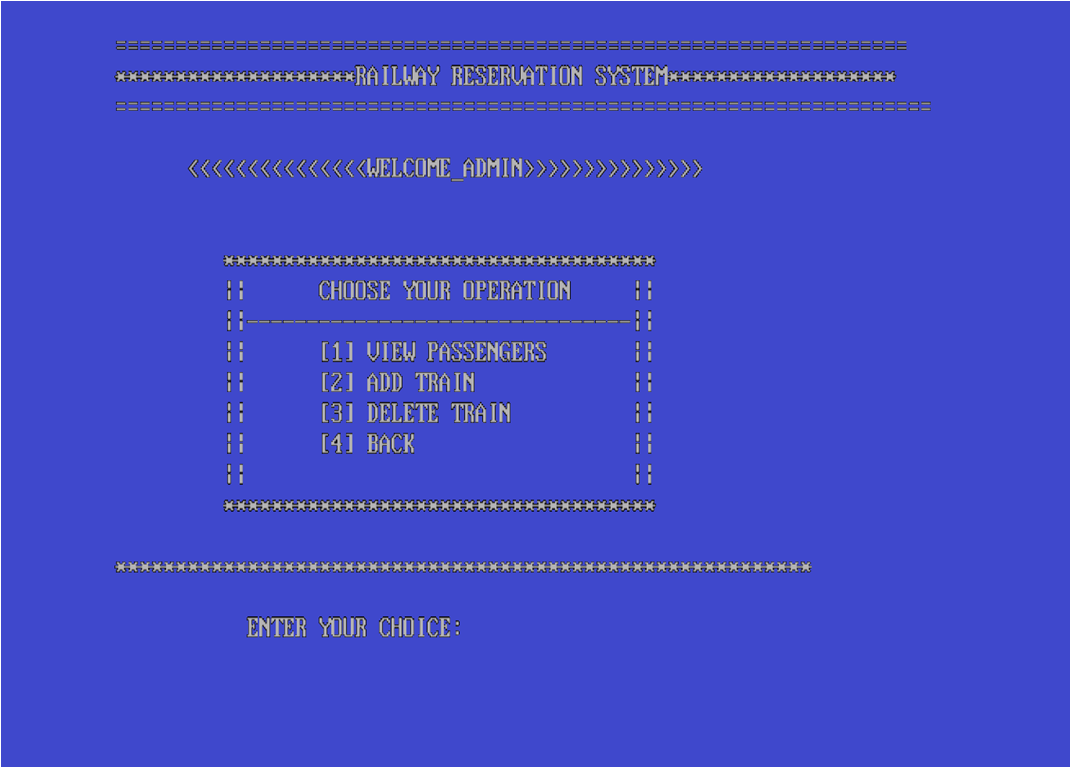 ==================================================================
********************RAILWAY RESERVATION SYSTEM*******************
====================================================================
<<<<<<<<<<<<<<<WELCOME_ADMIN>>>>>>>>>>>>>>>
************************************
|| CHOOSE YOUR OPERATION ||
||--------------------------------||
|| [1] VIEW PASSENGERS ||
|| [2] ADD TRAIN ||
|| [3] DELETE TRAIN ||
|| [4] BACK ||
|| ||
************************************
**********************************************************
ENTER YOUR CHOICE: